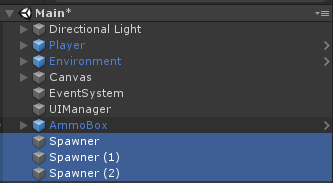 Main*
Directional Light
Player
Environment
Canvas
EventSystem
UIManager
AmmoBox
Spawner
Spawner (1)
Spawner (2)